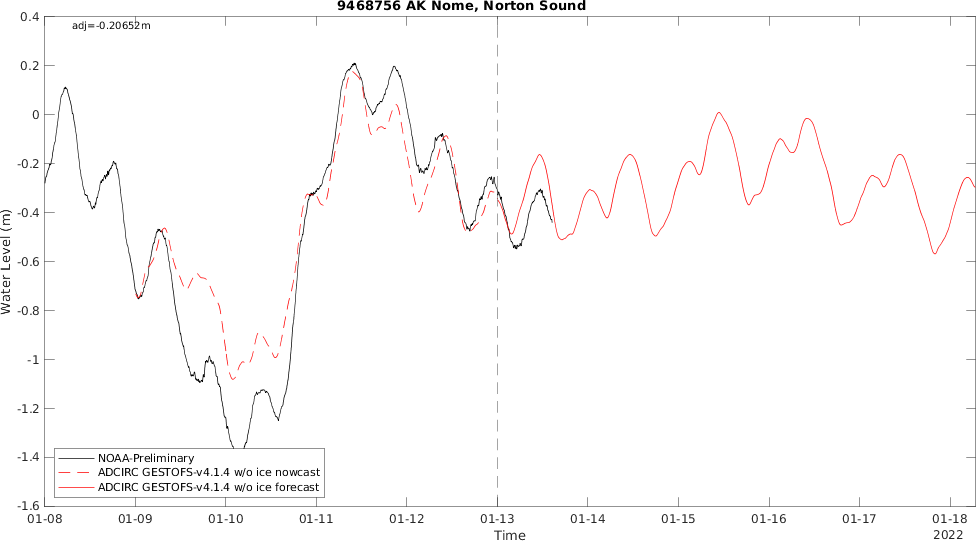 9468756 AK Nome, Norton Sound
adj=-0.20652m
0.4
0.2
0
-0.2
-0.4
-0.6
-0.8
-1
-1.2
-1.4
-1.6
Water Level (m)
NOAA-Preliminary
ADCIRC GESTOFS-v4.1.4 w/o ice nowcast
ADCIRC GESTOFS-v4.1.4 w/o ice forecast
01-08 01-09 01-10 01-11 01-12 01-13 01-14 01-15 01-16 01-17 01-18
Time
2022